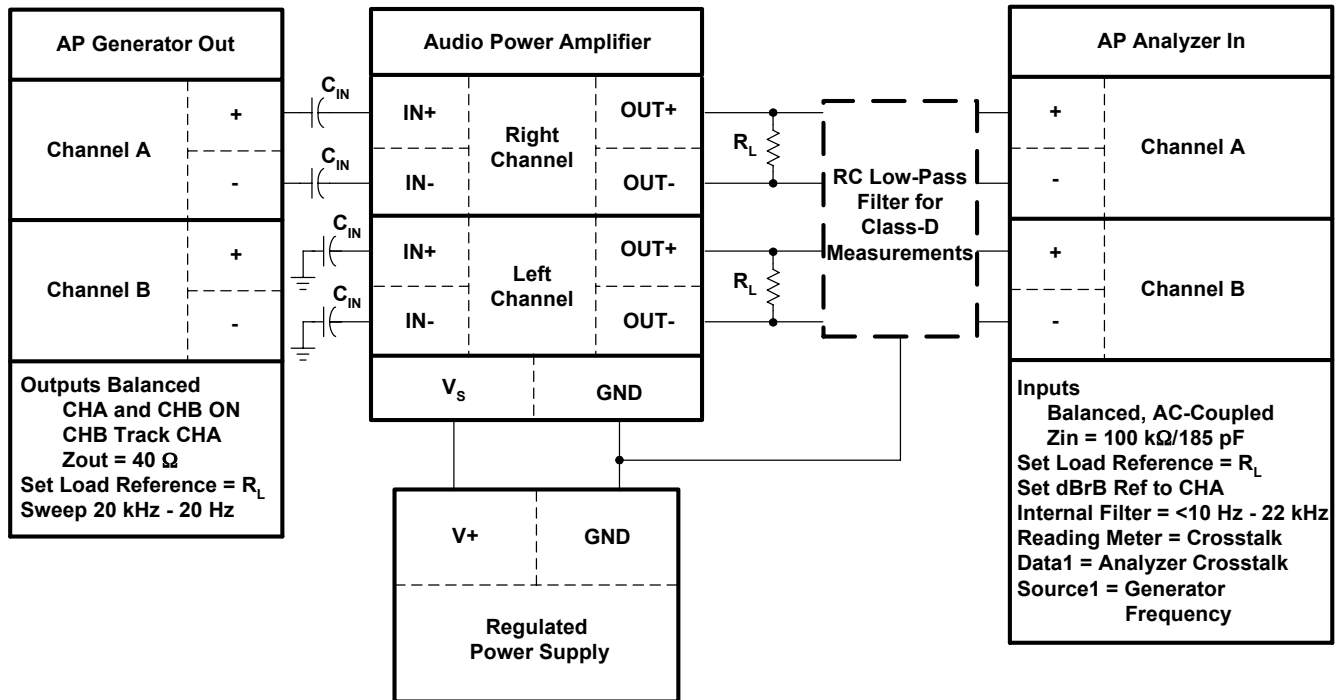 AP Generator Out
Channel A
+
-
Channel B
+
-
Outputs Balanced
CHA and CHB ON
CHB Track CHA
Zout = 40 Ω
Set Load Reference = RL
Sweep 20 kHz - 20 Hz
CIN
CIN
CIN
CIN
Audio Power Amplifier
IN+
IN-
Right
Channel
OUT+
OUT-
IN+
IN-
Left
Channel
OUT+
OUT-
VS
GND
V+
GND
Regulated
Power Supply
RL
RL
RC Low-Pass
Filter for
Class-D
Measurements
AP Analyzer In
+
-
Channel A
+
-
Channel B
Inputs
Balanced, AC-Coupled
Zin = 100 kΩ/185 pF
Set Load Reference = RL
Set dBrB Ref to CHA
Internal Filter = <10 Hz - 22 kHz
Reading Meter = Crosstalk
Data1 = Analyzer Crosstalk
Source1 = Generator
Frequency